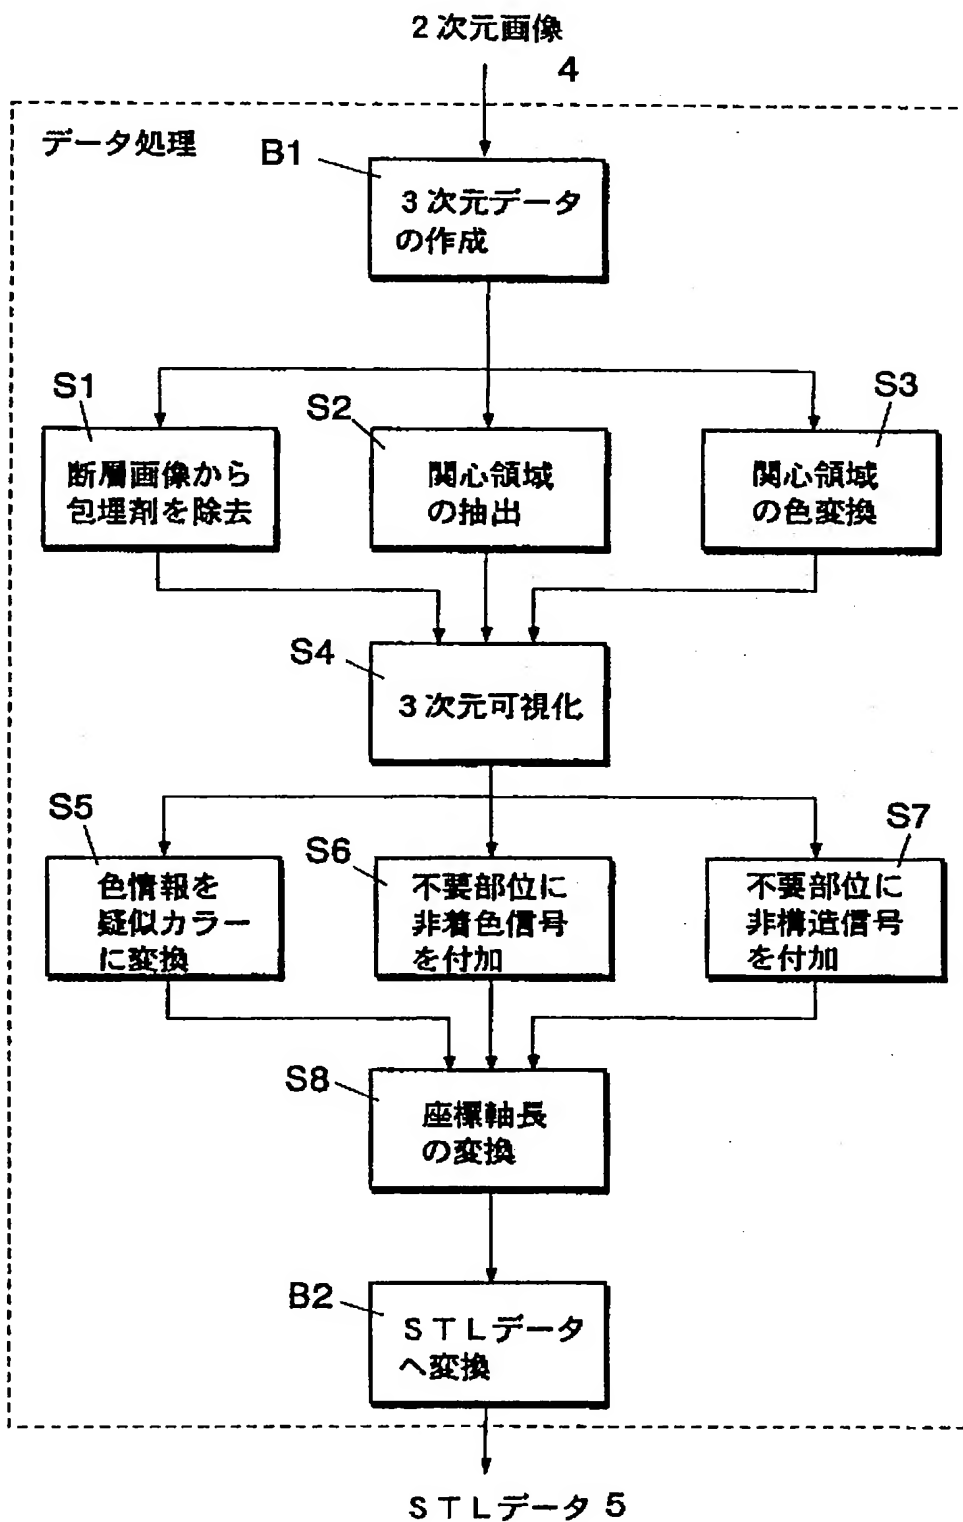 2次元画像
4
データ処理
B1
3次元データ
の作成
S1
断層画像から
包埋剤を除去
S2
関心領域
の抽出
S3
関心領域
の色変換
S4
3次元可視化
S5
色情報を
疑似カラー
に変換
S6
不要部位に
非着色信号
を付加
S7
不要部位に
非構造信号
を付加
S8
座標軸長
の変換
B2
STLデータ
へ変換
STLデータ 5